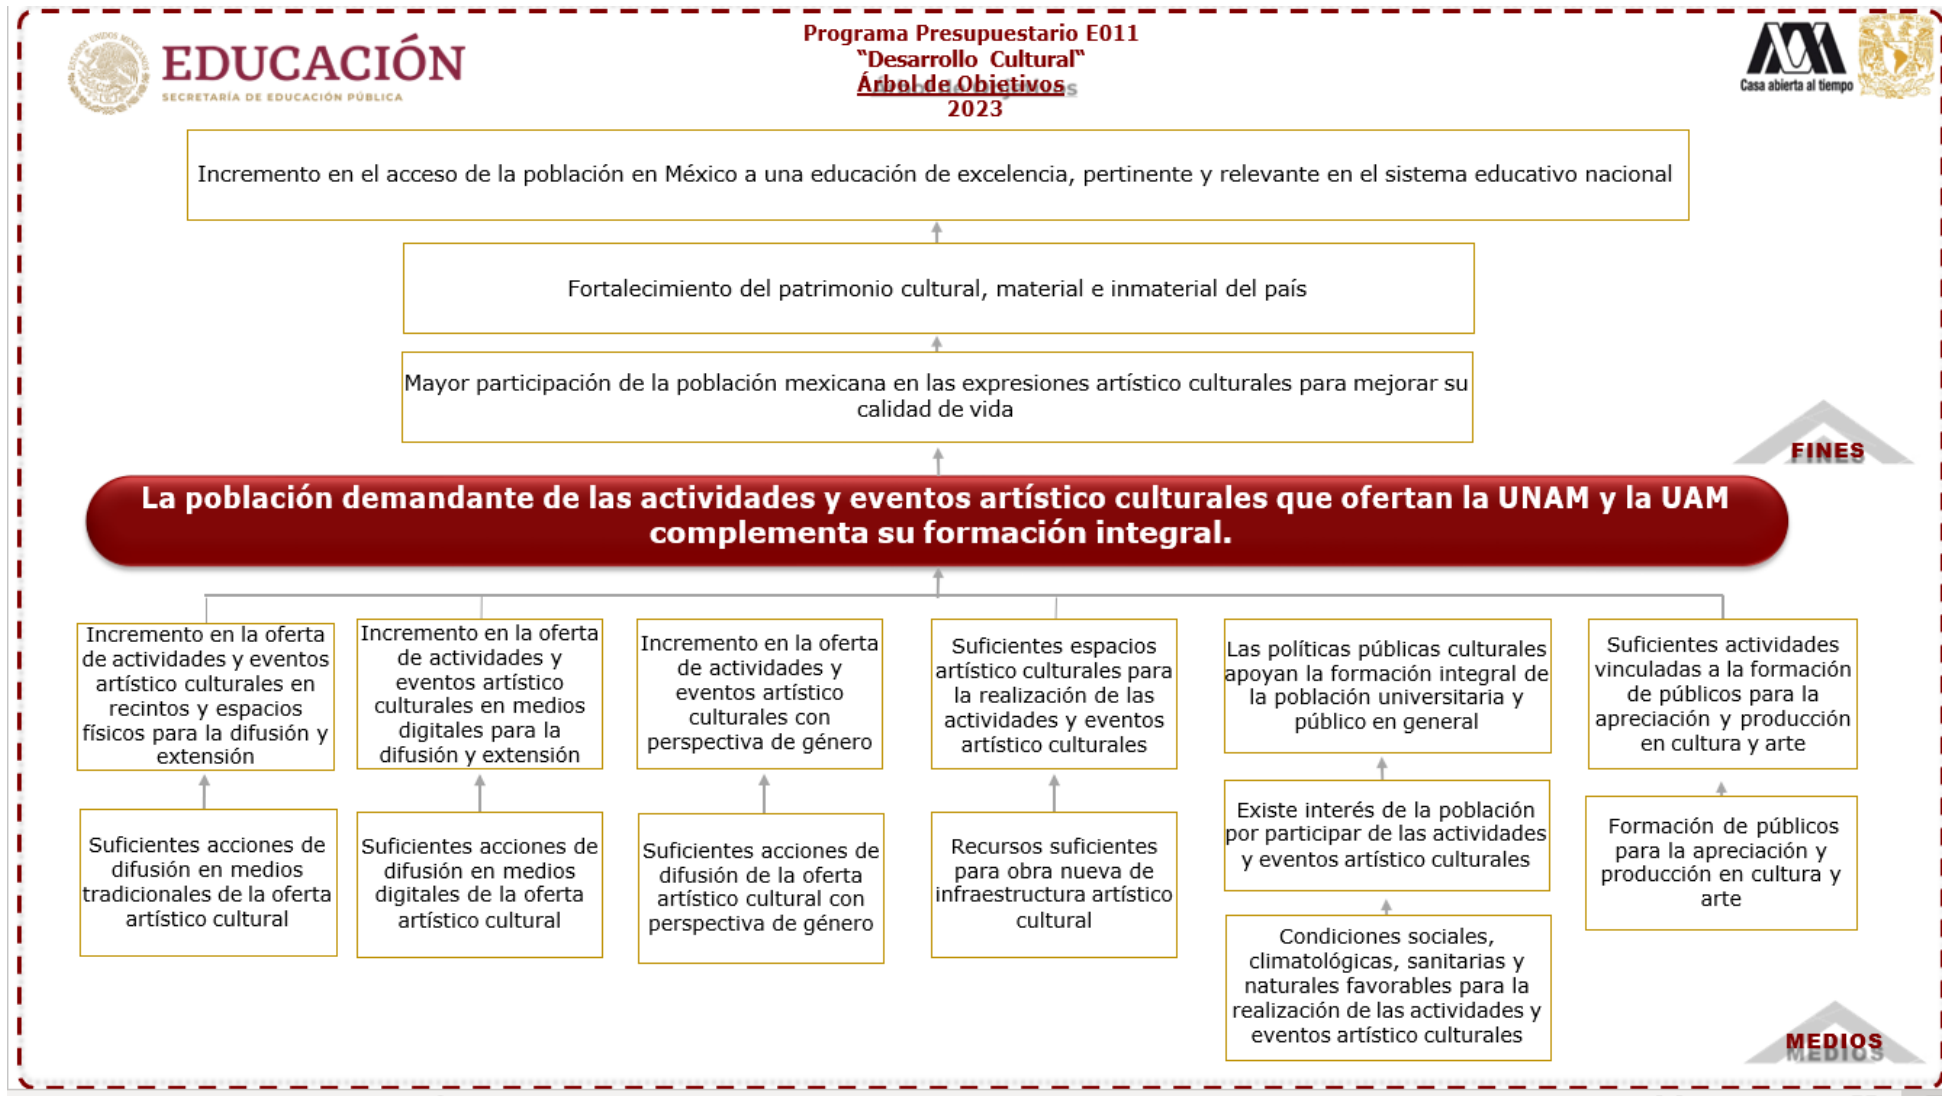 EDUCACIÓN
SECRETARÍA DE EDUCACIÓN PÚBLICA
Programa Presupuestario E011
“Desarrollo Cultural“
Árbol de Objetivos
2023
Casa abierta al tiempo
Incremento en el acceso de la población en México a una educación de excelencia, pertinente y relevante en el sistema educativo nacional
Fortalecimiento del patrimonio cultural, material e inmaterial del país
Mayor participación de la población mexicana en las expresiones artístico culturales para mejorar su
calidad de vida
FINES
La población demandante de las actividades y eventos artístico culturales que ofertan la UNAM y la UAM
complementa su formación integral.
Incremento en la oferta
de actividades y eventos
artístico culturales en
recintos y espacios
físicos para la difusión y
extensión
Incremento en la oferta
de actividades y
eventos artístico
culturales en medios
digitales para la
difusión y extensión
Incremento en la oferta
de actividades y
eventos artístico
culturales con
perspectiva de género
Suficientes espacios
artístico culturales para
la realización de las
actividades y eventos
artístico culturales
Las políticas públicas culturales
apoyan la formación integral de
la población universitaria y
público en general
Suficientes actividades
vinculadas a la formación
de públicos para la
apreciación y producción
en cultura y arte
Suficientes acciones de
difusión en medios
tradicionales de la oferta
artístico cultural
Suficientes acciones de
difusión en medios
digitales de la oferta
artístico cultural
Suficientes acciones de
difusión de la oferta
artístico cultural con
perspectiva de género
Recursos suficientes
para obra nueva de
infraestructura artístico
cultural
Existe interés de la población
por participar de las actividades
y eventos artístico culturales
Formación de públicos
para la apreciación y
producción en cultura y
arte
Condiciones sociales,
climatológicas, sanitarias y
naturales favorables para la
realización de las actividades y
eventos artístico culturales
MEDIOS